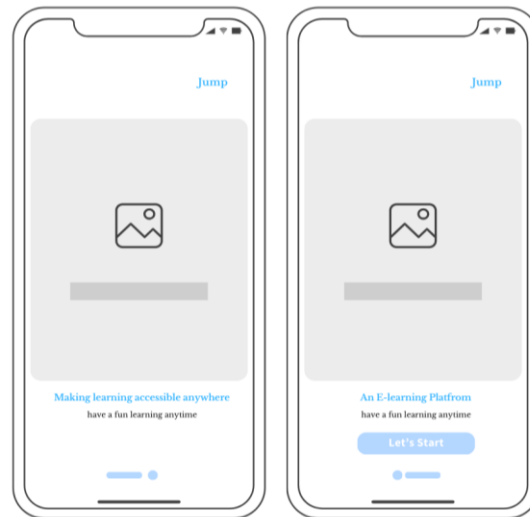 Jump
Making learning accessible anywhere
have a fun learning anytime
Jump
An E-learning Platfrom
have a fun learning anytime
Let's Start